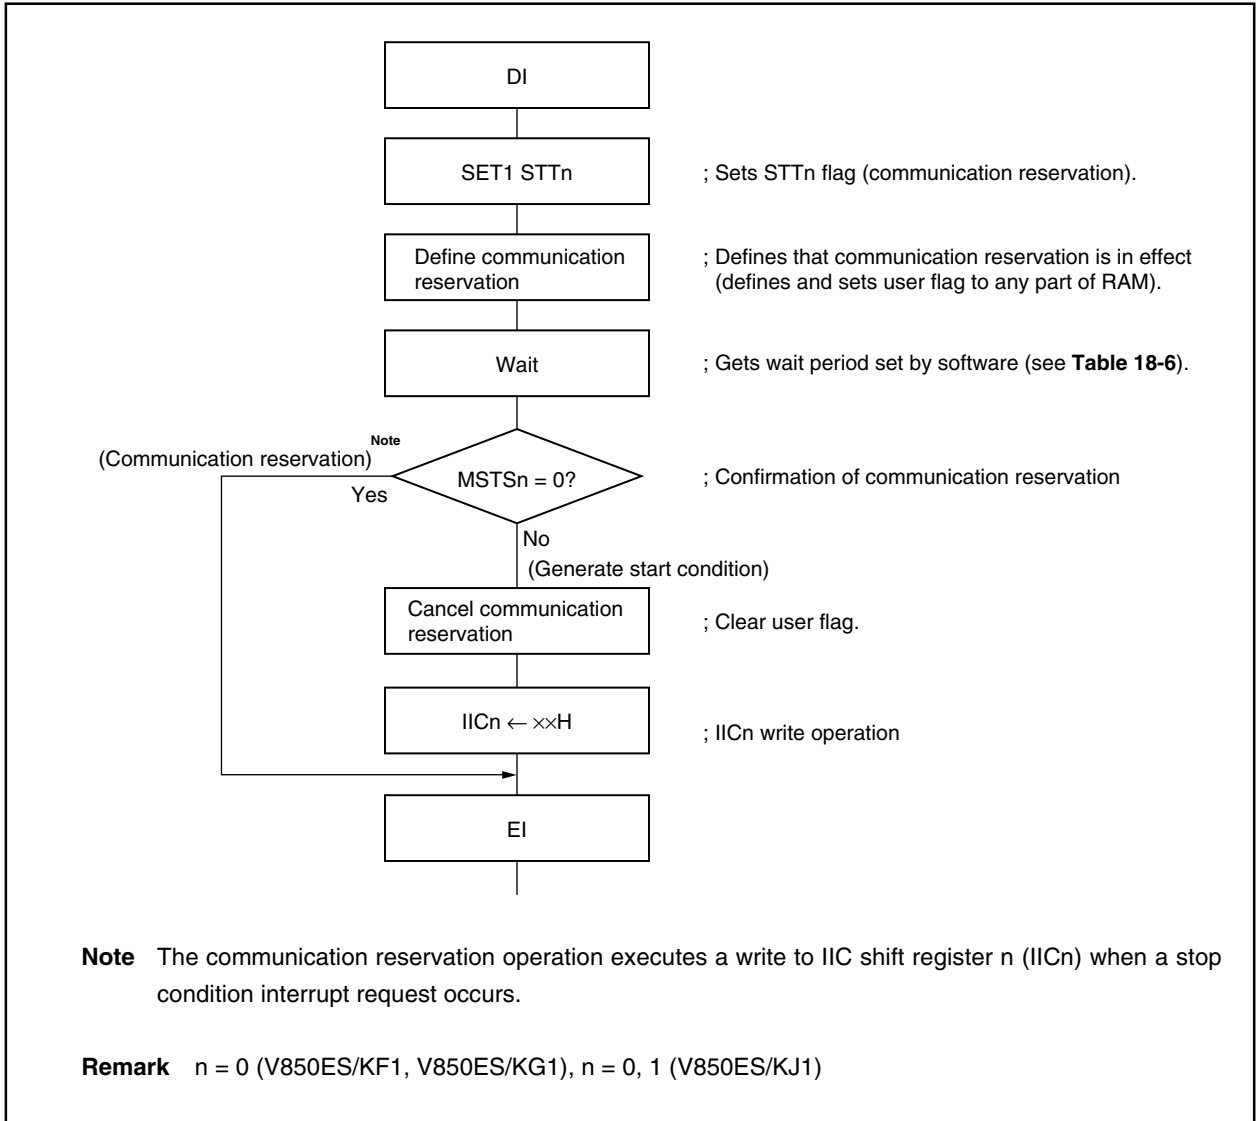 DI
SET1 STTn
; Sets STTn flag (communication reservation).
Define communication
reservation
; Defines that communication reservation is in effect
(defines and sets user flag to any part of RAM).
Wait
; Gets wait period set by software (see Table 18-6).
(Communication reservation)Note
MSTSn = 0?
; Confirmation of communication reservation
Yes
No
(Generate start condition)
Cancel communication
reservation
; Clear user flag.
IICn ← ××H
; IICn write operation
EI
Note The communication reservation operation executes a write to IIC shift register n (IICn) when a stop
condition interrupt request occurs.
Remark n = 0 (V850ES/KF1, V850ES/KG1), n = 0, 1 (V850ES/KJ1)